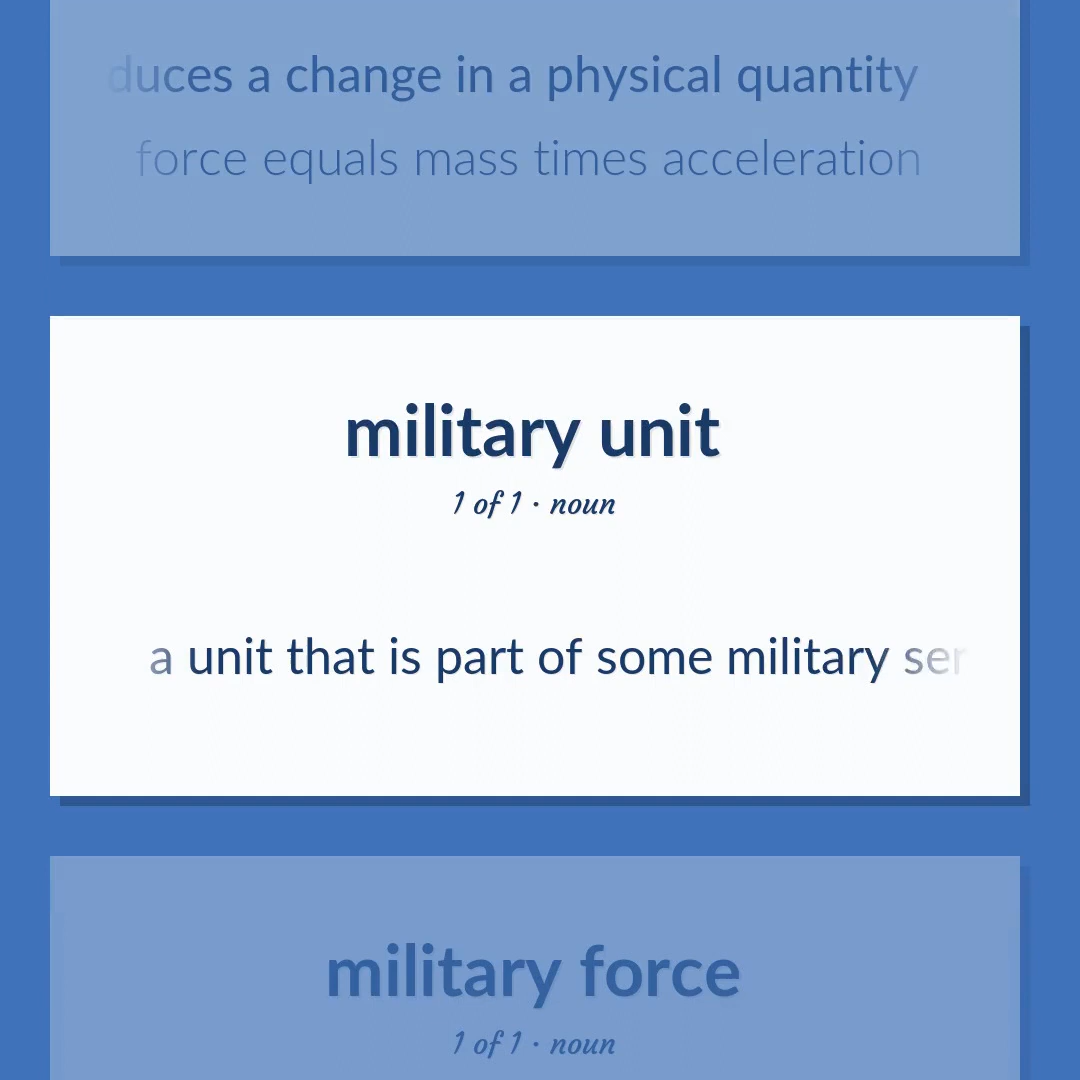 duces a change in a physical quantity
force equals mass times acceleration
military unit
1 of 1 · noun
a unit that is part of some military ser
military force
1 of 1 · noun